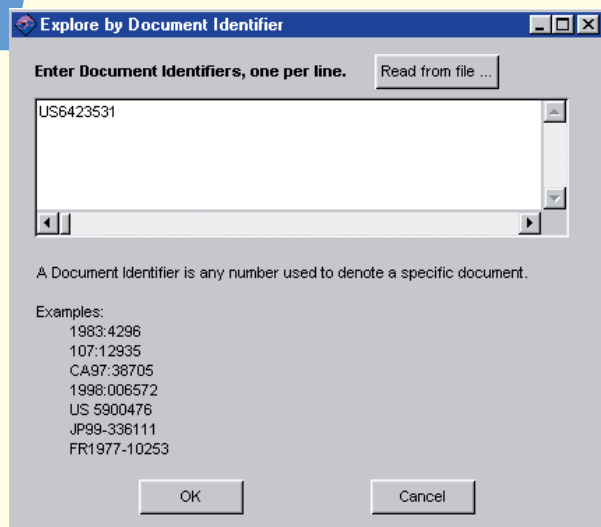 Explore by Document Identifier
Enter Document Identifiers, one per line.
Read from file ...
US6423531
A Document Identifier is any number used to denote a specific document.
Examples:
1983:4296
107:12935
CA97:38705
1998:006572
US 5900476
JP99-336111
FR1977-10253
OK
Cancel